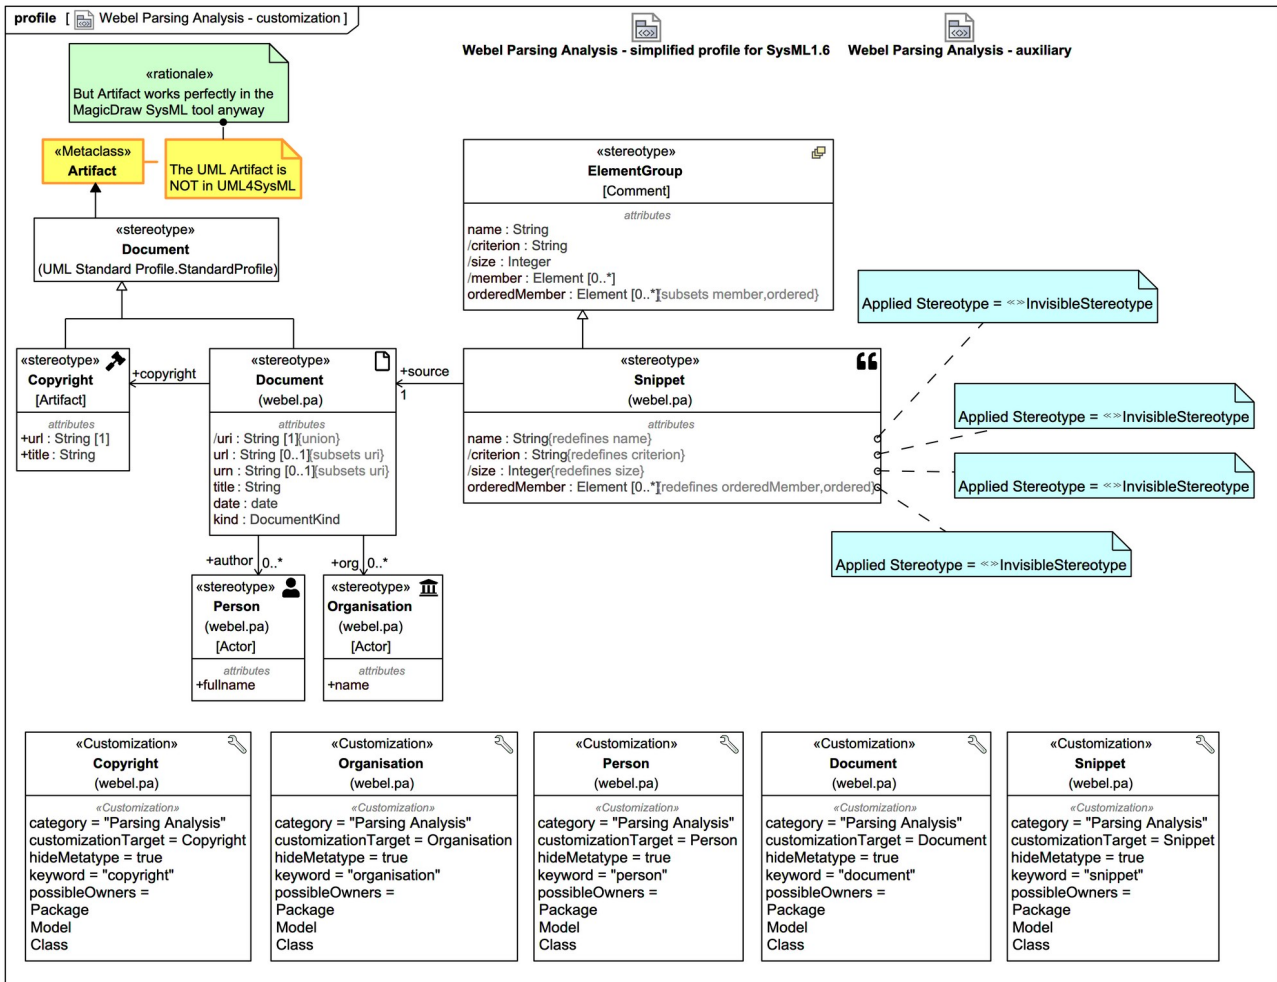 profile [ Webel Parsing Analysis - customization ]
Webel Parsing Analysis - simplified profile for SysML1.6
Webel Parsing Analysis - auxiliary
«rationale»
But Artifact works perfectly in the
MagicDraw SysML tool anyway
«Metaclass»
Artifact
The UML Artifact is
NOT in UML4SysML
«stereotype»
Document
(UML Standard Profile.StandardProfile)
«stereotype»
ElementGroup
[Comment]
attributes
name : String
/criterion : String
/size : Integer
/member : Element [0..*]
orderedMember : Element [0..*]{subsets member,ordered}
Applied Stereotype = «»InvisibleStereotype
Applied Stereotype = «»InvisibleStereotype
Applied Stereotype = «»InvisibleStereotype
Applied Stereotype = «»InvisibleStereotype
«stereotype»
Copyright
[Artifact]
attributes
+url : String [1]
+title : String
+copyright
«stereotype»
Document
(webel.pa)
attributes
/uri : String [1]{union}
url : String [0..1]{subsets uri}
urn : String [0..1]{subsets uri}
title : String
date : date
kind : DocumentKind
+source
1
«stereotype»
Snippet
(webel.pa)
attributes
name : String{redefines name}
/criterion : String{redefines criterion}
/size : Integer{redefines size}
orderedMember : Element [0..*]{redefines orderedMember,ordered}
+author 0..*
+org 0..*
«stereotype»
Person
(webel.pa)
[Actor]
attributes
+fullname
«stereotype»
Organisation
(webel.pa)
[Actor]
attributes
+name
«Customization»
Copyright
(webel.pa)
«Customization»
category = "Parsing Analysis"
customizationTarget = Copyright
hideMetatype = true
keyword = "copyright"
possibleOwners =
Package
Model
Class
«Customization»
Organisation
(webel.pa)
«Customization»
category = "Parsing Analysis"
customizationTarget = Organisation
hideMetatype = true
keyword = "organisation"
possibleOwners =
Package
Model
Class
«Customization»
Person
(webel.pa)
«Customization»
category = "Parsing Analysis"
customizationTarget = Person
hideMetatype = true
keyword = "person"
possibleOwners =
Package
Model
Class
«Customization»
Document
(webel.pa)
«Customization»
category = "Parsing Analysis"
customizationTarget = Document
hideMetatype = true
keyword = "document"
possibleOwners =
Package
Model
Class
«Customization»
Snippet
(webel.pa)
«Customization»
category = "Parsing Analysis"
customizationTarget = Snippet
hideMetatype = true
keyword = "snippet"
possibleOwners =
Package
Model
Class